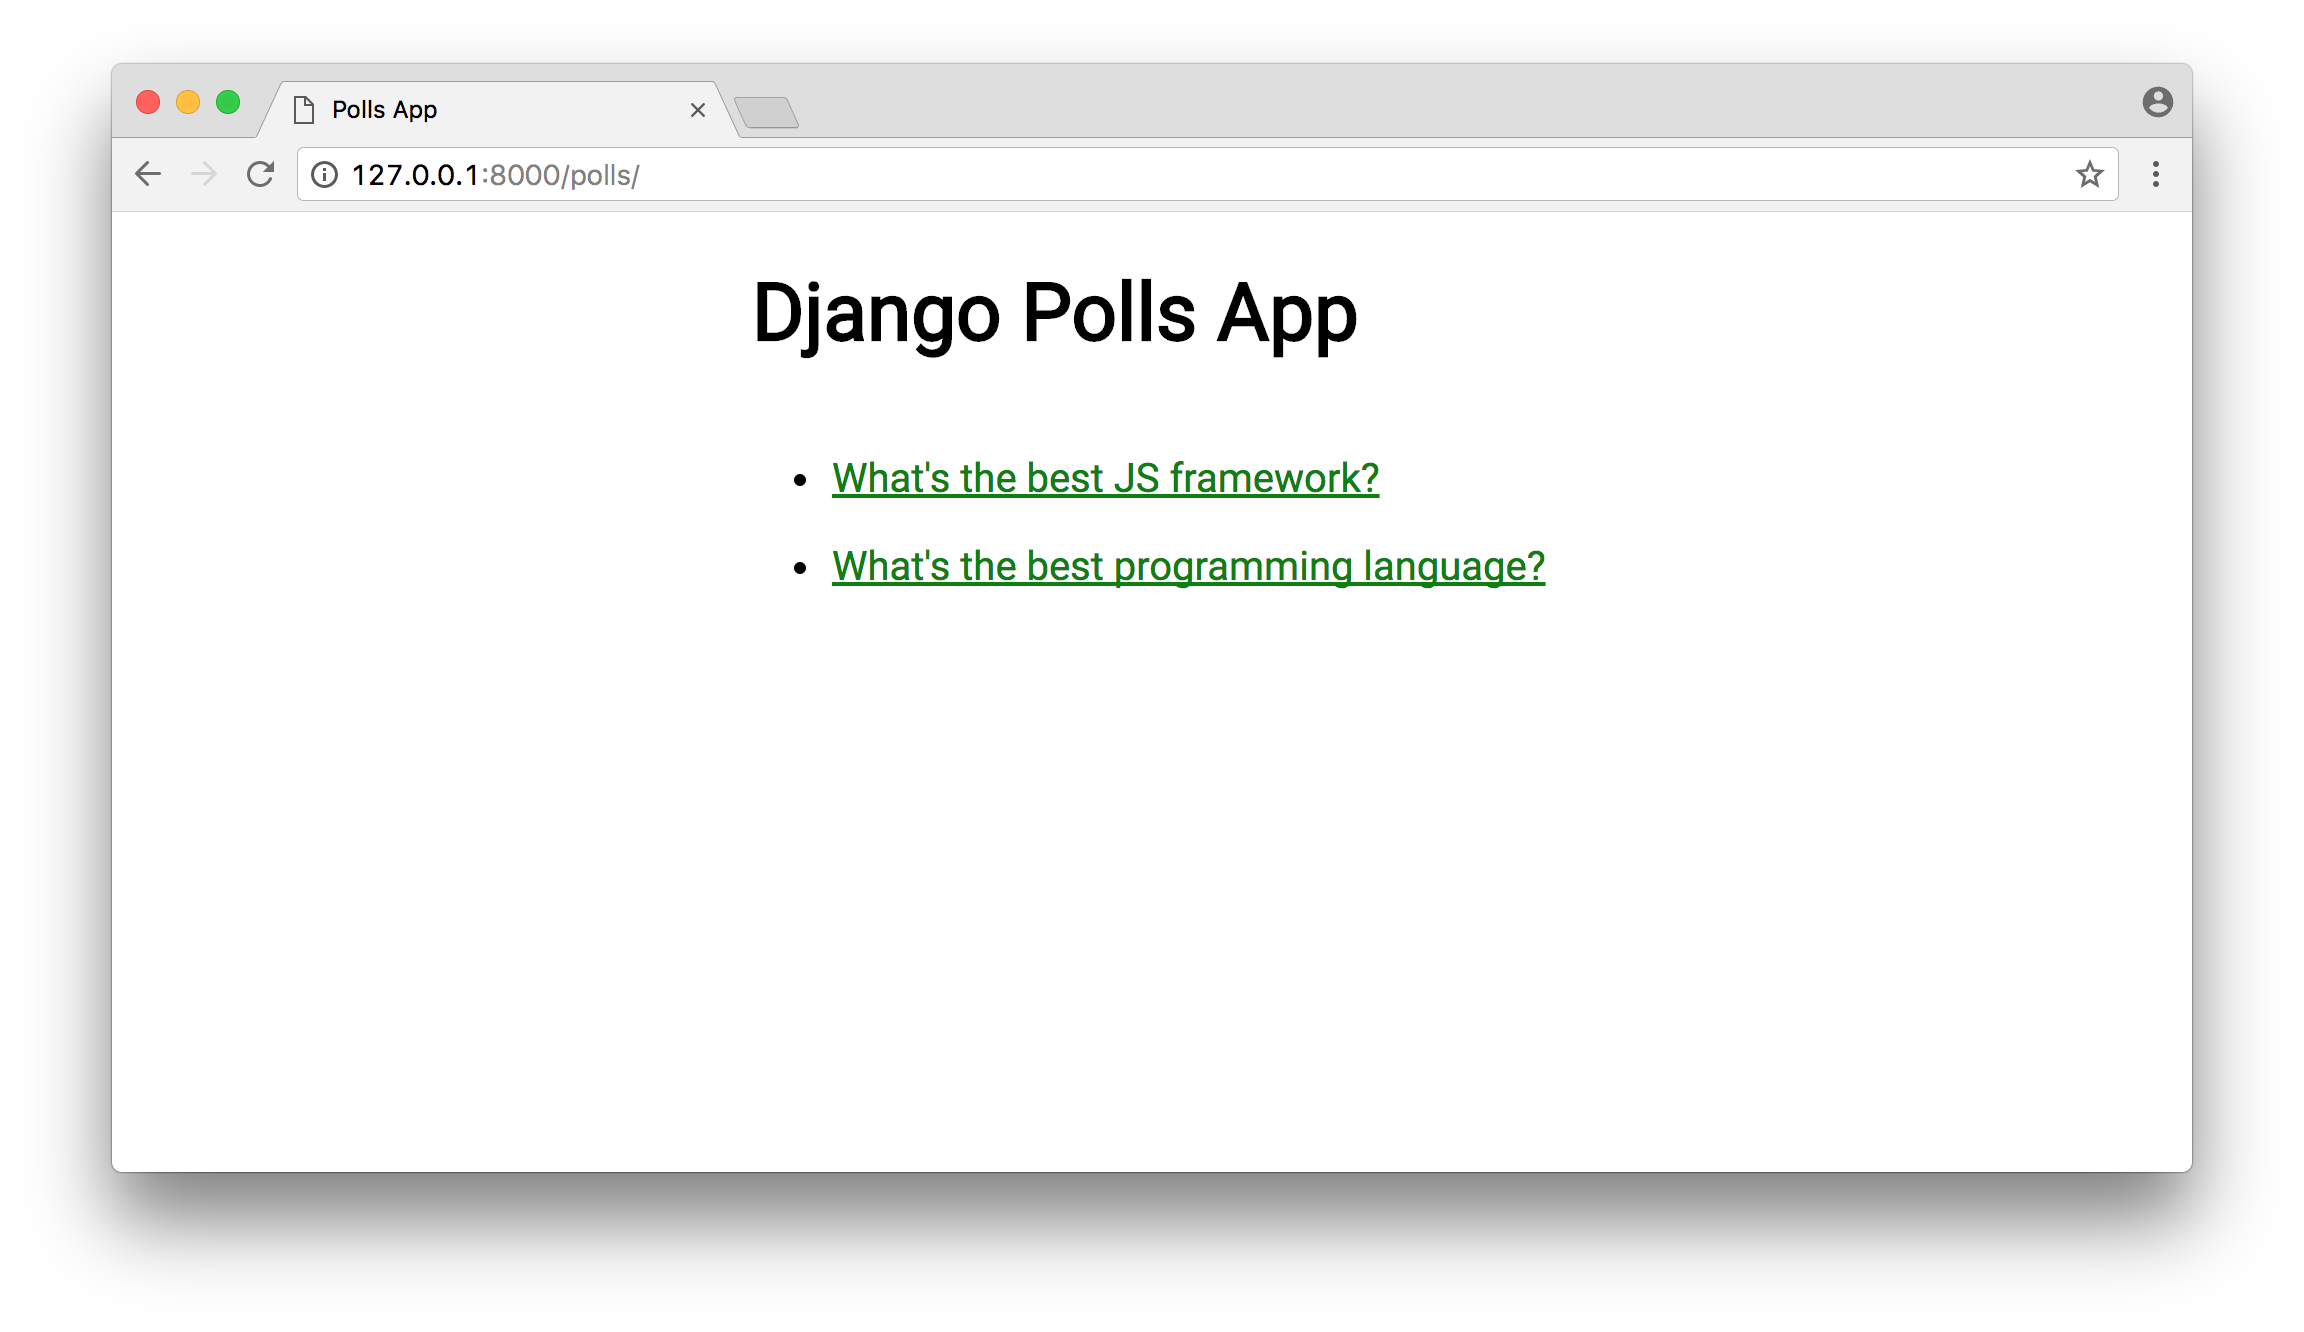 Polls App
127.0.0.1:8000/polls/
Django Polls App
What's the best JS framework?
What's the best programming language?